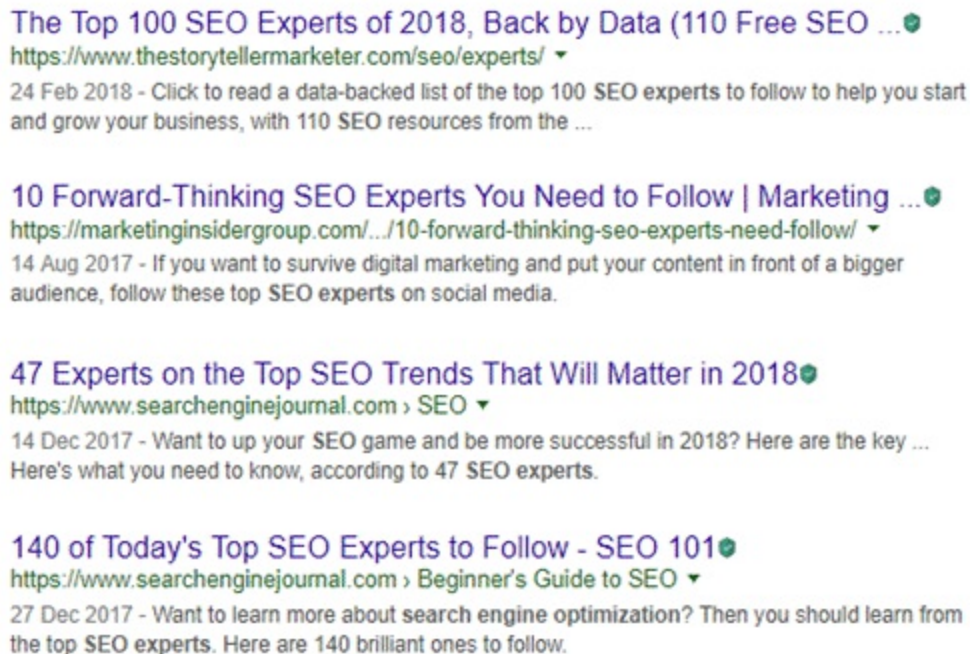 The Top 100 SEO Experts of 2018, Back by Data (110 Free SEO ...
https://www.thestorytellermarketer.com/seo/experts/
24 Feb 2018 - Click to read a data-backed list of the top 100 SEO experts to follow to help you start
and grow your business, with 110 SEO resources from the ...
10 Forward-Thinking SEO Experts You Need to Follow | Marketing ...
https://marketinginsidergroup.com/.../10-forward-thinking-seo-experts-need-follow/
14 Aug 2017 - If you want to survive digital marketing and put your content in front of a bigger
audience, follow these top SEO experts on social media.
47 Experts on the Top SEO Trends That Will Matter in 2018
https://www.searchenginejournal.com › SEO
14 Dec 2017 - Want to up your SEO game and be more successful in 2018? Here are the key ...
Here's what you need to know, according to 47 SEO experts.
140 of Today's Top SEO Experts to Follow - SEO 101
https://www.searchenginejournal.com › Beginner's Guide to SEO
27 Dec 2017 - Want to learn more about search engine optimization? Then you should learn from
the top SEO experts. Here are 140 brilliant ones to follow.